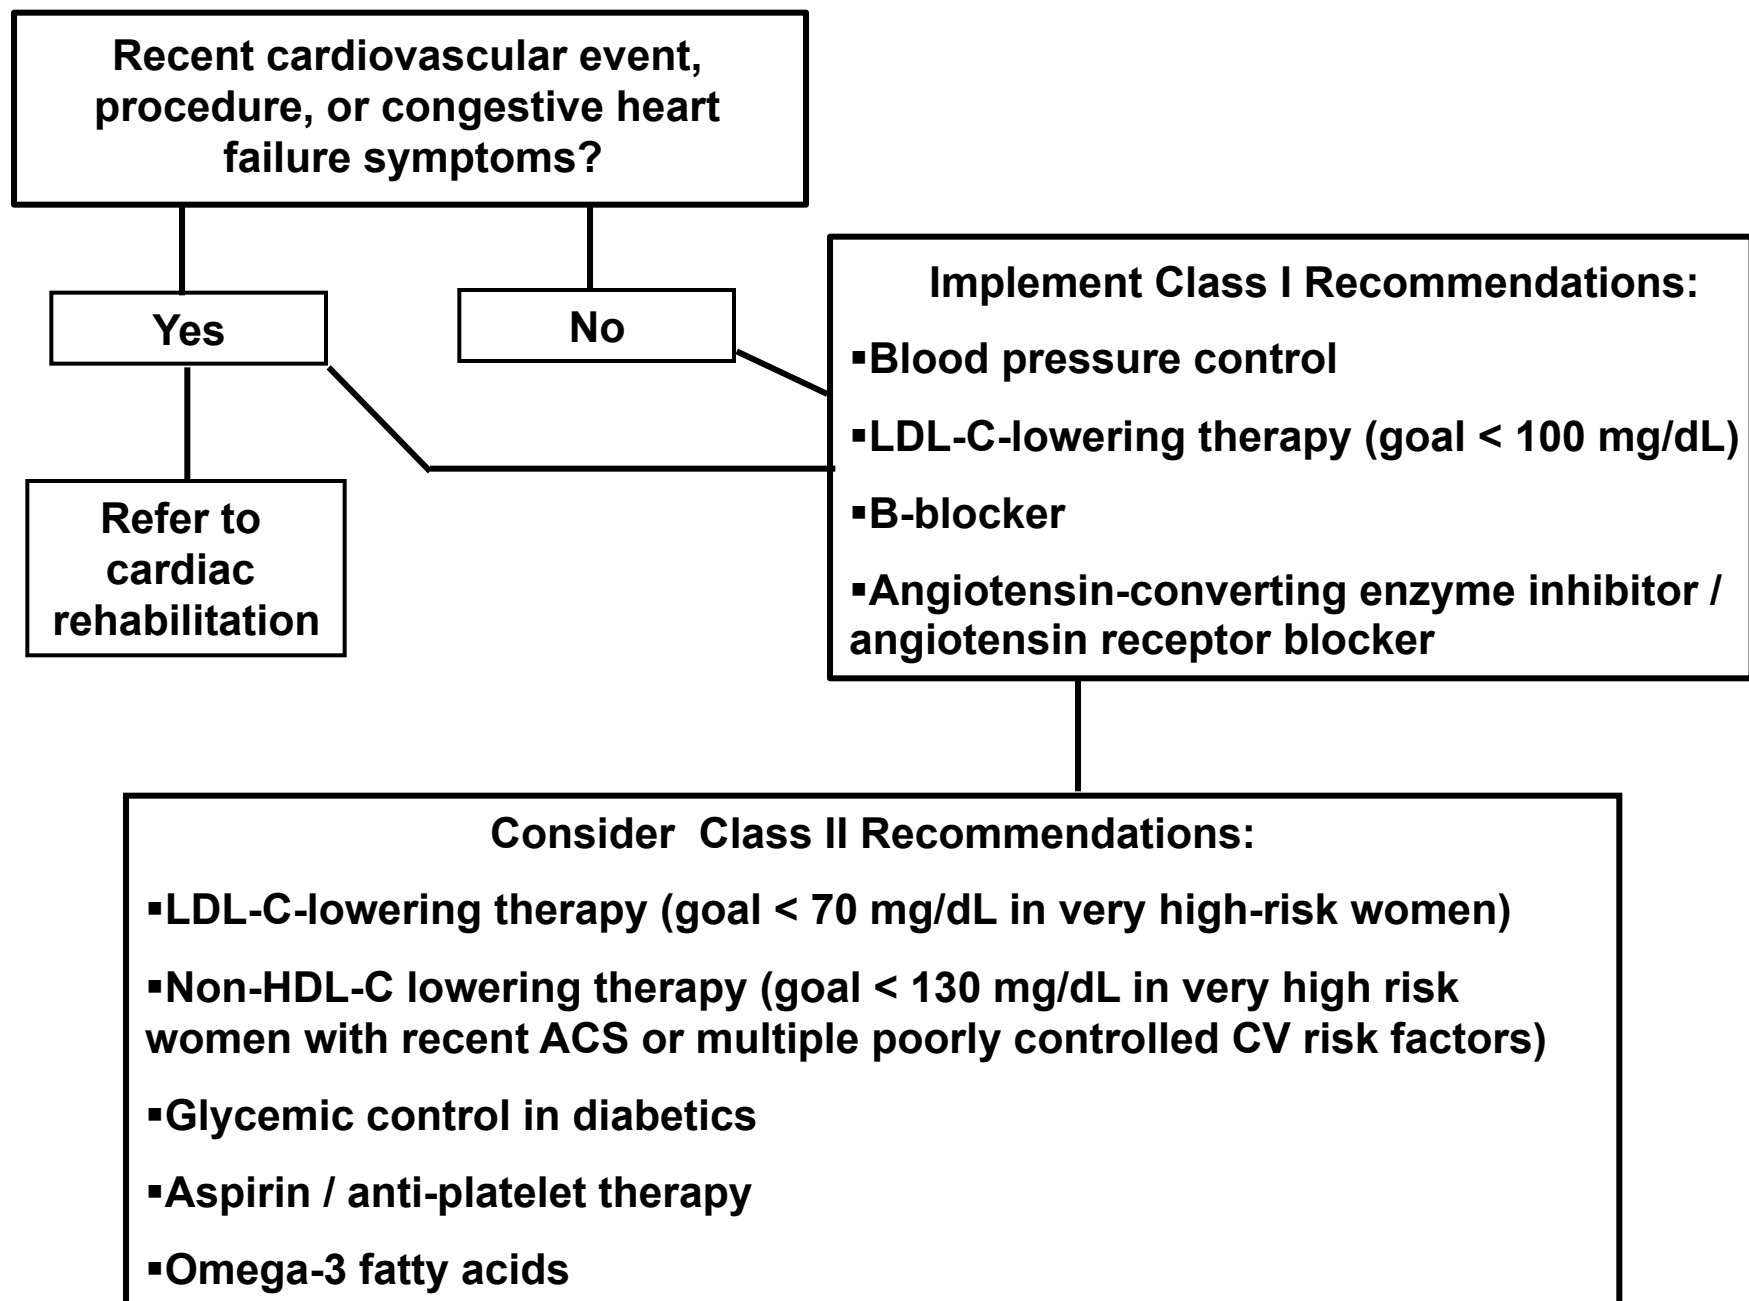 Recent cardiovascular event,
procedure, or congestive heart
failure symptoms?
Yes
No
Refer to
cardiac
rehabilitation
Implement Class I Recommendations:
▪Blood pressure control
▪LDL-C-lowering therapy (goal < 100 mg/dL)
▪B-blocker
▪Angiotensin-converting enzyme inhibitor /
angiotensin receptor blocker
Consider  Class II Recommendations:
▪LDL-C-lowering therapy (goal < 70 mg/dL in very high-risk women)
▪Non-HDL-C lowering therapy (goal < 130 mg/dL in very high risk
women with recent ACS or multiple poorly controlled CV risk factors)
▪Glycemic control in diabetics
▪Aspirin / anti-platelet therapy
▪Omega-3 fatty acids